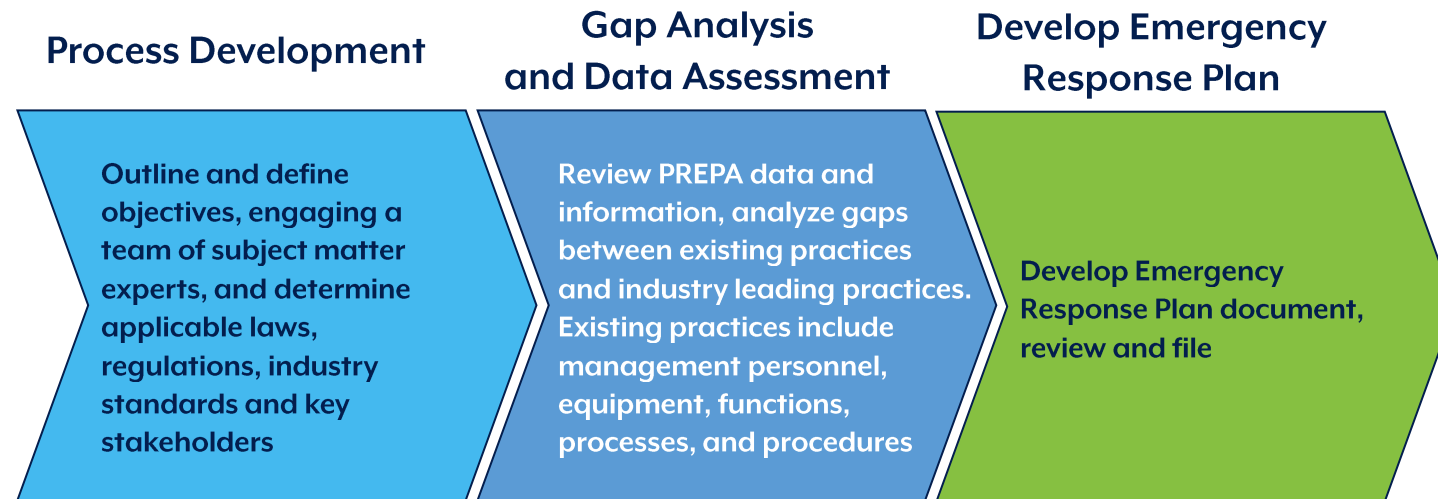 Process Development
Outline and define
objectives, engaging a
team of subject matter
experts, and determine
applicable laws,
regulations, industry
standards and key
stakeholders
Gap Analysis
and Data Assessment
Review PREPA data and
information, analyze gaps
between existing practices
and industry leading practices.
Existing practices include
management personnel,
equipment, functions,
processes, and procedures
Develop Emergency
Response Plan
Develop Emergency
Response Plan document,
review and file